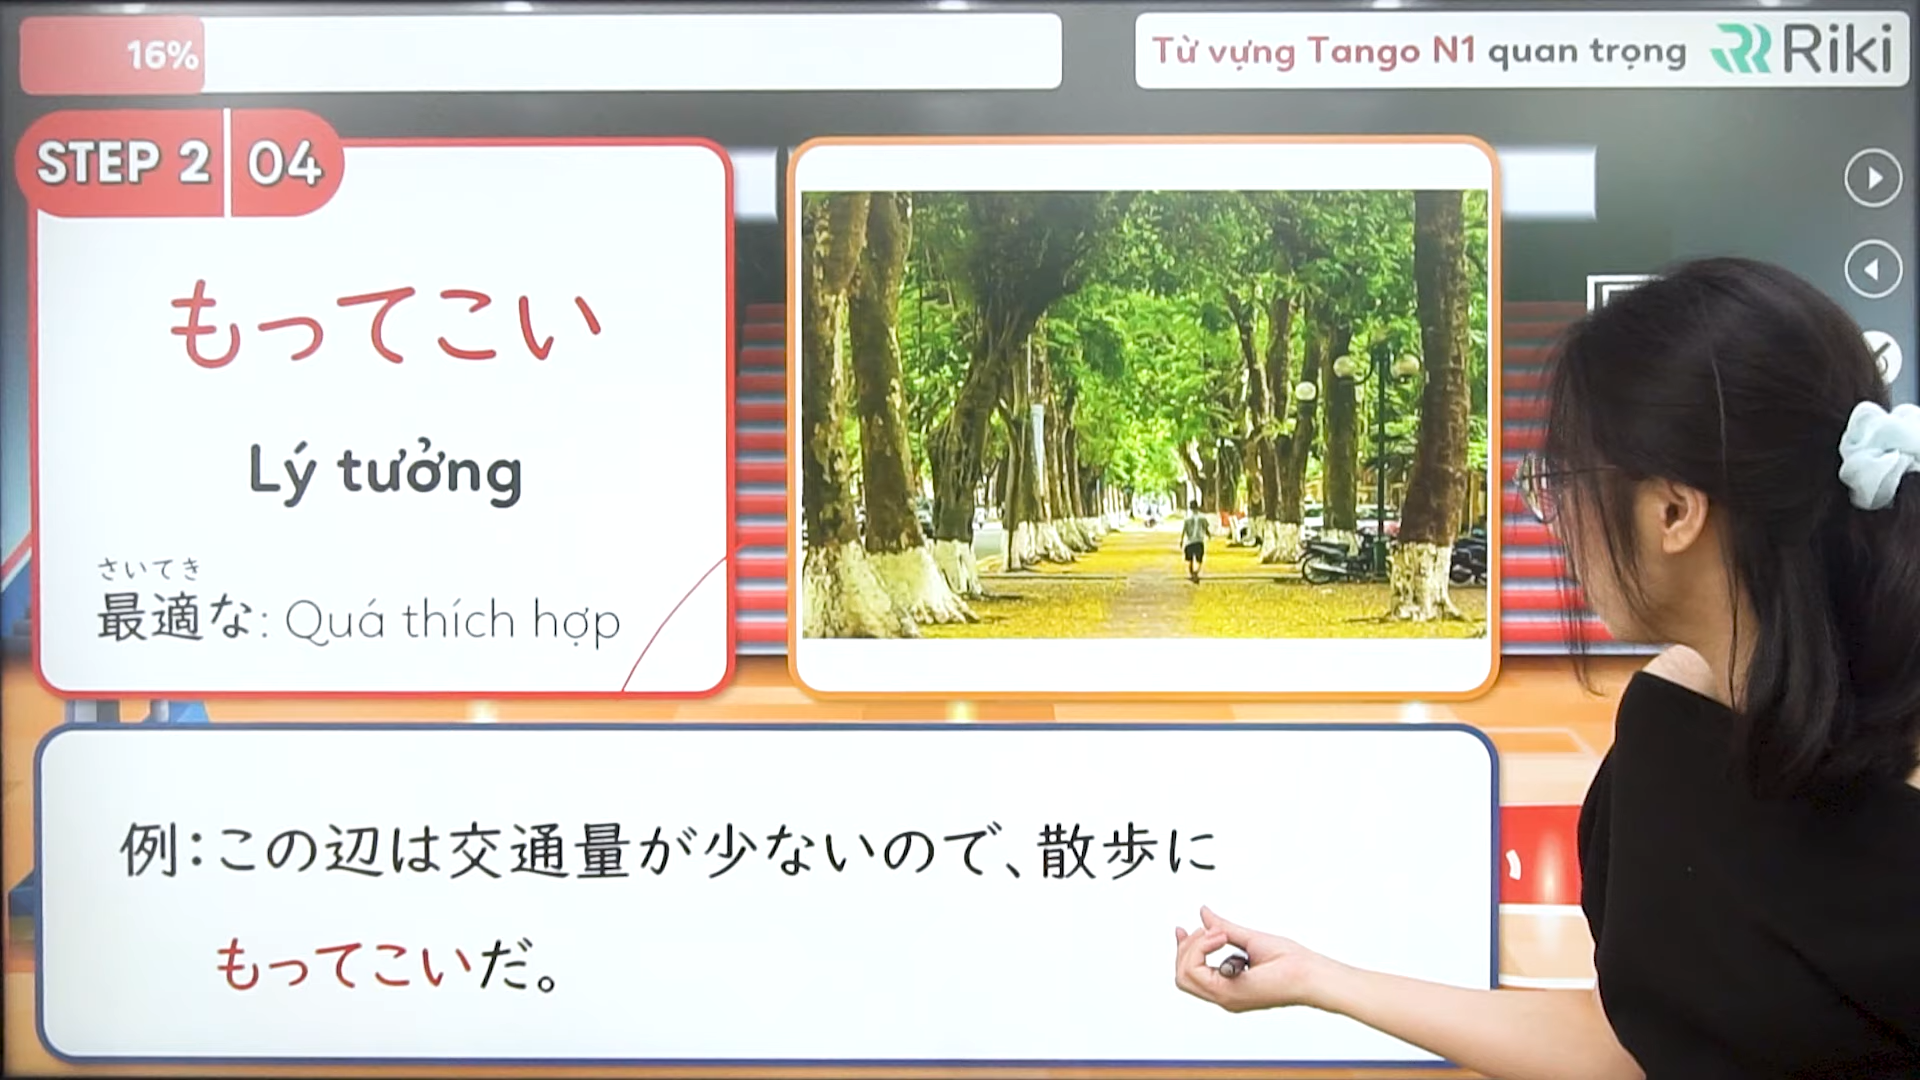 16%
Từ vựng Tango N1 quan trọng
Riki
STEP 2 04
もってこい
Lý tưởng
さいてき
最適な: Quá thích hợp
例：この辺は交通量が少ないので、散歩に
もってこいだ。